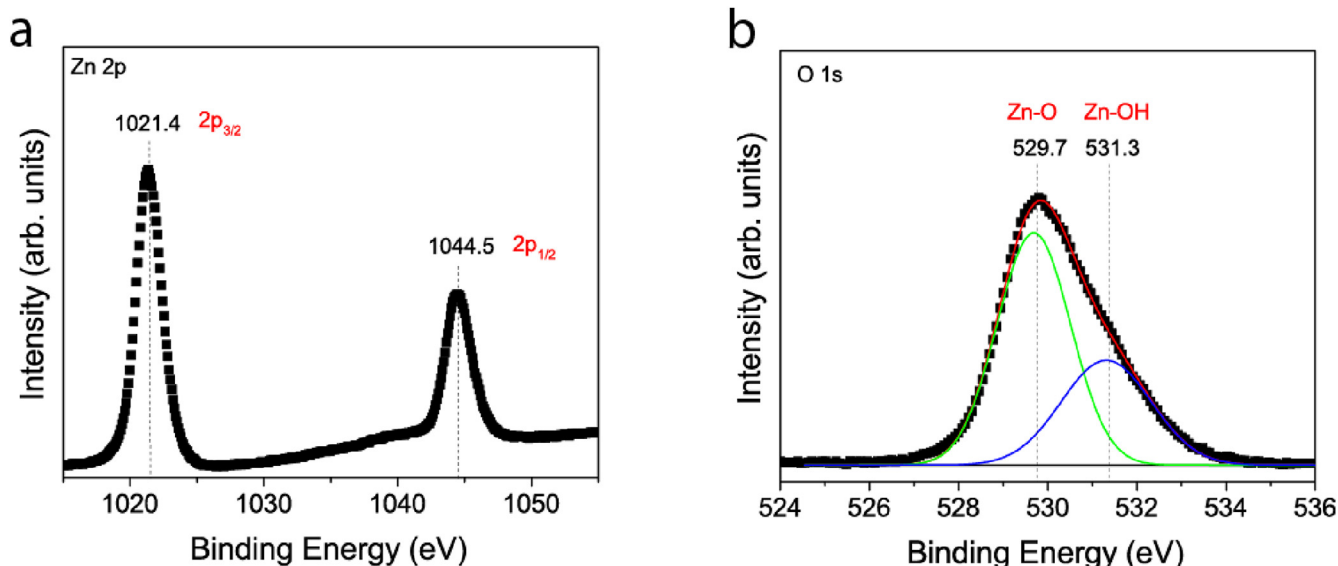 a
Zn 2p
1021.4 2p3/2
1044.5 2p1/2
Intensity (arb. units)
1020 1030 1040 1050
Binding Energy (eV)
b
O 1s
Zn-O Zn-OH
529.7 531.3
Intensity (arb. units)
524 526 528 530 532 534 536
Binding Energy (eV)